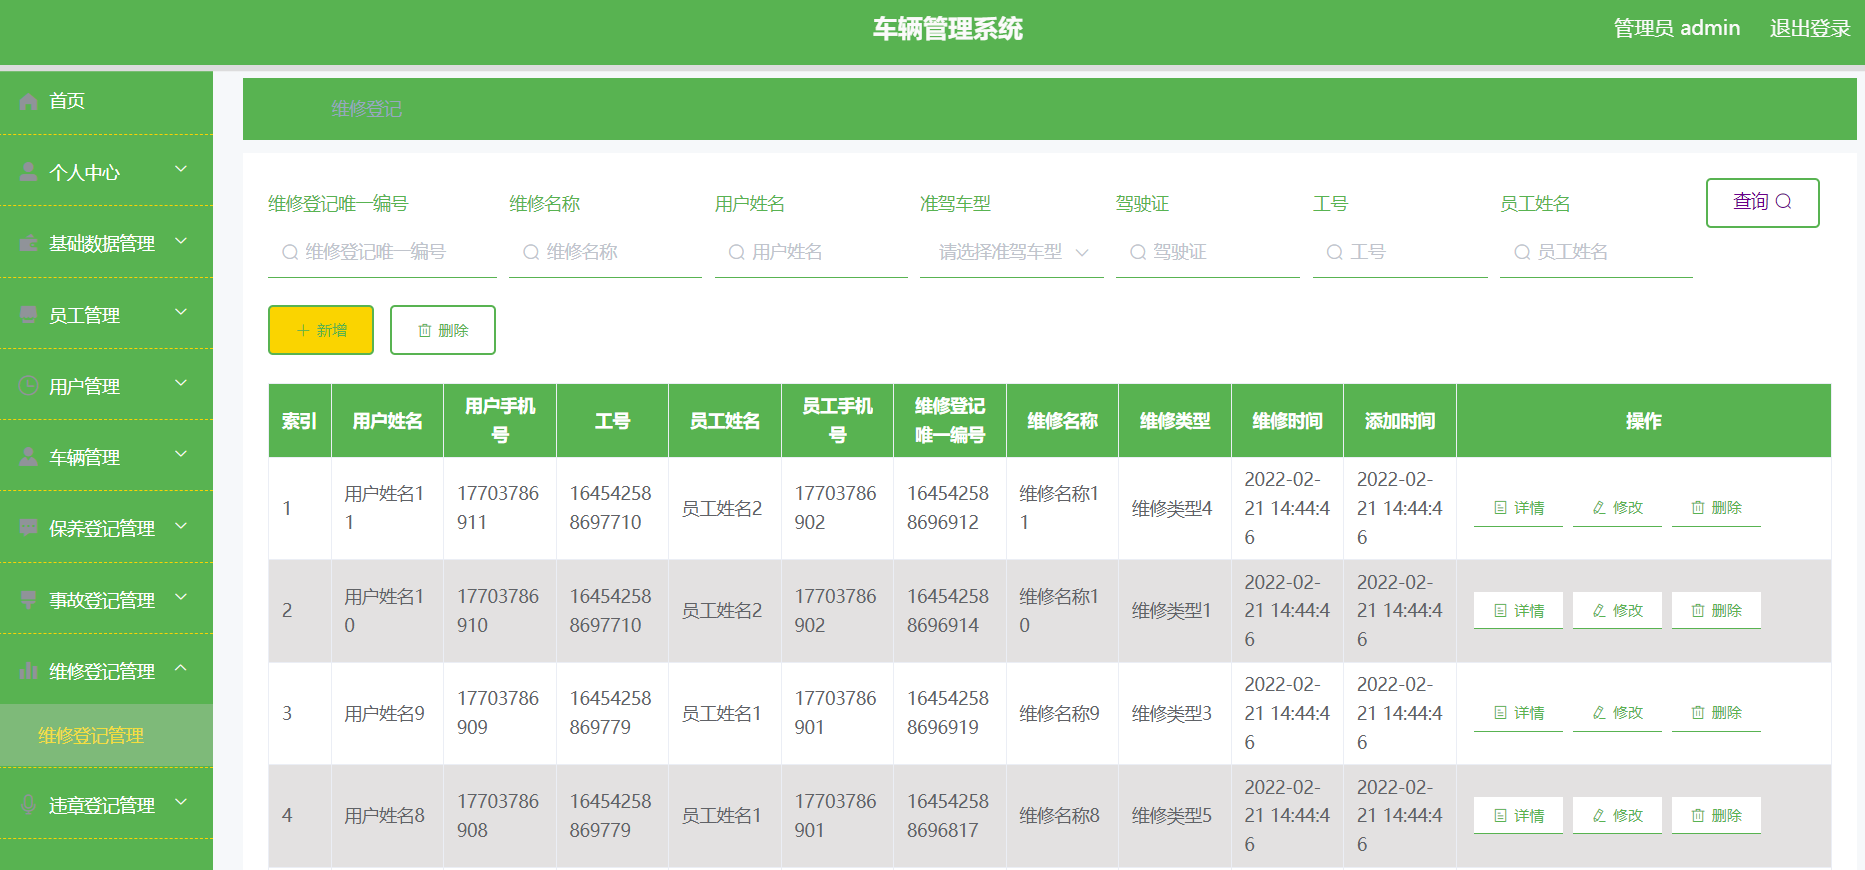 车辆管理系统
管理员 admin
退出登录
首页
个人中心
基础数据管理
员工管理
用户管理
车辆管理
保养登记管理
事故登记管理
维修登记管理
维修登记管理
违章登记管理
维修登记
维修登记唯一编号 维修名称 用户姓名 准驾车型 驾驶证 工号 员工姓名 查询
维修登记唯一编号 维修名称 用户姓名 请选择准驾车型 驾驶证 工号 员工姓名
新增 删除
索引 用户姓名 用户手机号 工号 员工姓名 员工手机号 维修登记唯一编号 维修名称 维修类型 维修时间 添加时间 操作
1 用户姓名11 17703786911 164542588697710 员工姓名2 17703786902 164542588696912 维修名称11 维修类型4 2022-02-21 14:44:46 2022-02-21 14:44:46 详情 修改 删除
2 用户姓名10 17703786910 164542588697710 员工姓名2 17703786902 164542588696914 维修名称10 维修类型1 2022-02-21 14:44:46 2022-02-21 14:44:46 详情 修改 删除
3 用户姓名9 17703786909 16454258869779 员工姓名1 17703786901 164542588696919 维修名称9 维修类型3 2022-02-21 14:44:46 2022-02-21 14:44:46 详情 修改 删除
4 用户姓名8 17703786908 16454258869779 员工姓名1 17703786901 164542588696817 维修名称8 维修类型5 2022-02-21 14:44:46 2022-02-21 14:44:46 详情 修改 删除